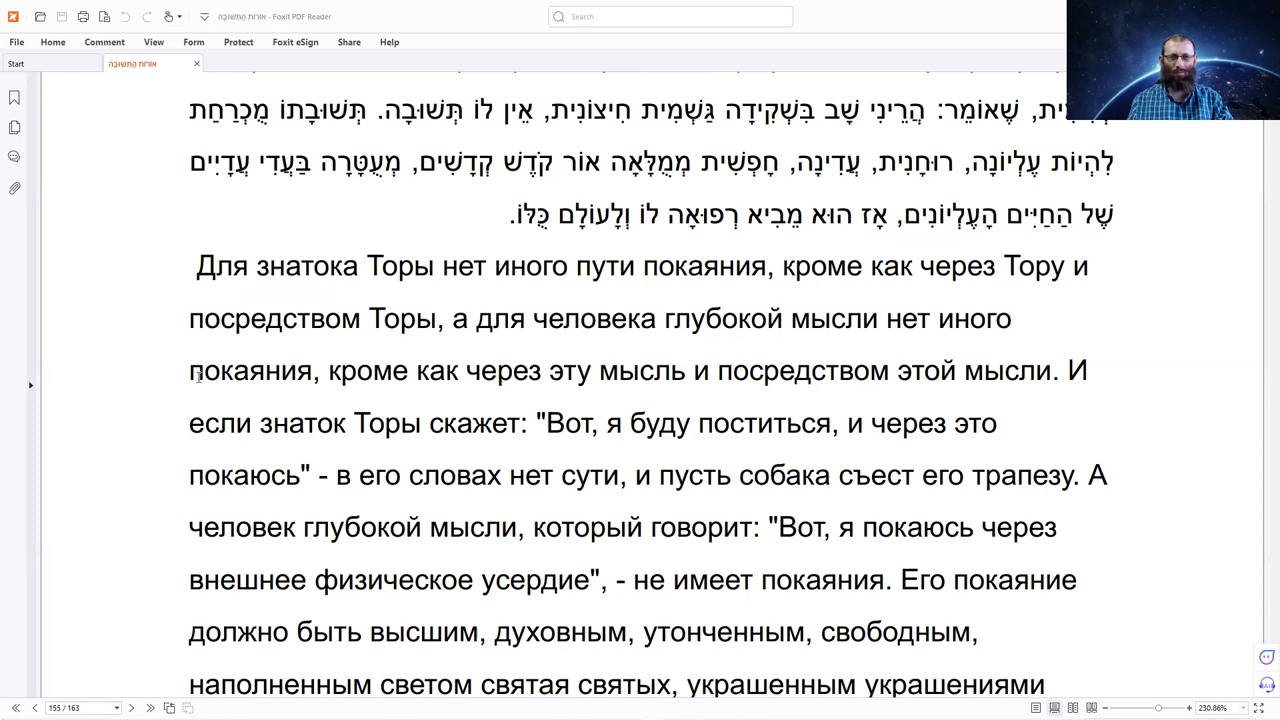 אורות התשובה - Foxit PDF Reader
Search
File Home Comment View Form Protect Foxit eSign Share Help
Start
אורות התשובה
שֶׁאוֹמֵר: הֲרֵינִי שָׁב בִּשְׁקִידָה גַּשְׁמִית חִיצוֹנִית, אֵין לוֹ תְּשׁוּבָה. תְּשׁוּבָתוֹ מֻכְרַחַת
לִהְיוֹת עֶלְיוֹנָה, רוּחָנִית, עֲדִינָה, חָפְשִׁית מְמֻלָּאָה אוֹר קֹדֶשׁ קְדָשִׁים, מְעֻטָּרָה בַּעֲדִי עֲדָיִים
שֶׁל הַחַיִּים הָעֶלְיוֹנִים, אָז הוּא מֵבִיא רְפוּאָה לוֹ וְלָעוֹלָם כֻּלּוֹ.
Для знатока Торы нет иного пути покаяния, кроме как через Тору и
посредством Торы, а для человека глубокой мысли нет иного
покаяния, кроме как через эту мысль и посредством этой мысли. И
если знаток Торы скажет: "Вот, я буду поститься, и через это
покаюсь" - в его словах нет сути, и пусть собака съест его трапезу. А
человек глубокой мысли, который говорит: "Вот, я покаюсь через
внешнее физическое усердие", - не имеет покаяния. Его покаяние
должно быть высшим, духовным, утонченным, свободным,
наполненным светом святая святых, украшенным украшениями
155 / 163
230.86%